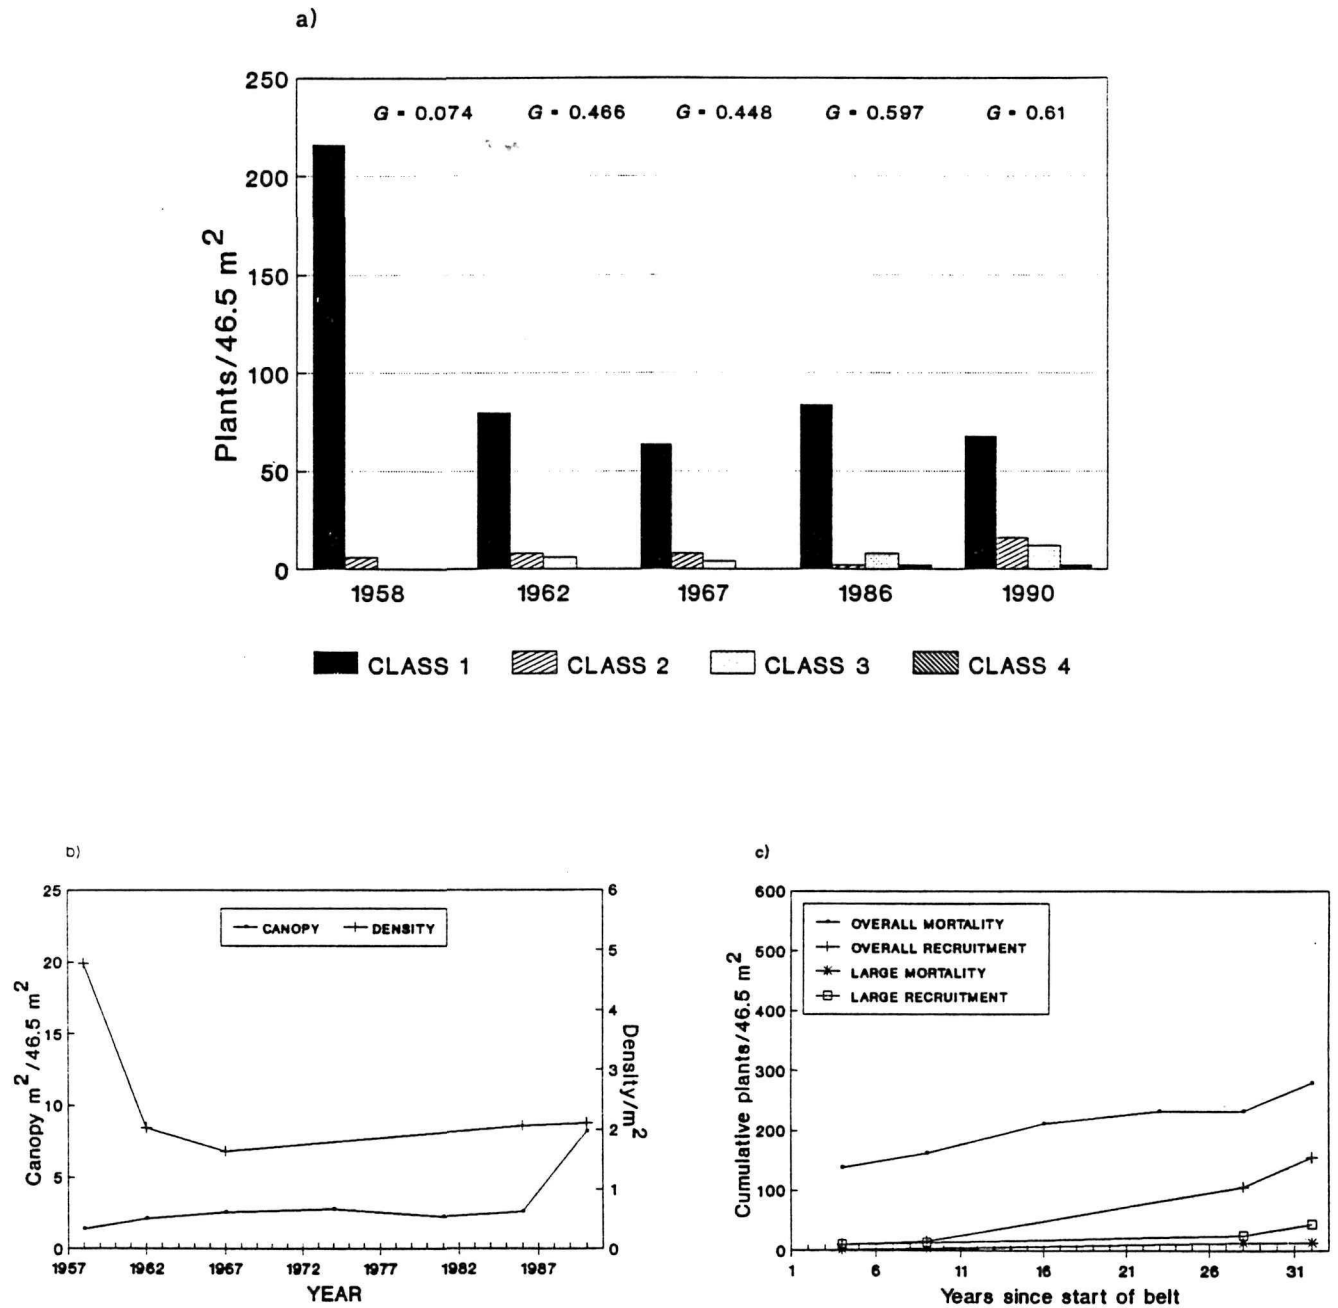 a)
250
G = 0.074 G = 0.466 G = 0.448 G = 0.597 G = 0.61
200
150
100
50
0
Plants/46.5 m²
1958 1962 1967 1986 1990
CLASS 1 CLASS 2 CLASS 3 CLASS 4
b)
25
20
15
10
5
0
Canopy m²/46.5 m²
CANOPY DENSITY
6
5
4
3
2
1
0
Density/m²
1957 1962 1967 1972 1977 1982 1987
YEAR
c)
600
500
400
300
200
100
0
Cumulative plants/46.5 m²
OVERALL MORTALITY
OVERALL RECRUITMENT
LARGE MORTALITY
LARGE RECRUITMENT
1 6 11 16 21 26 31
Years since start of belt